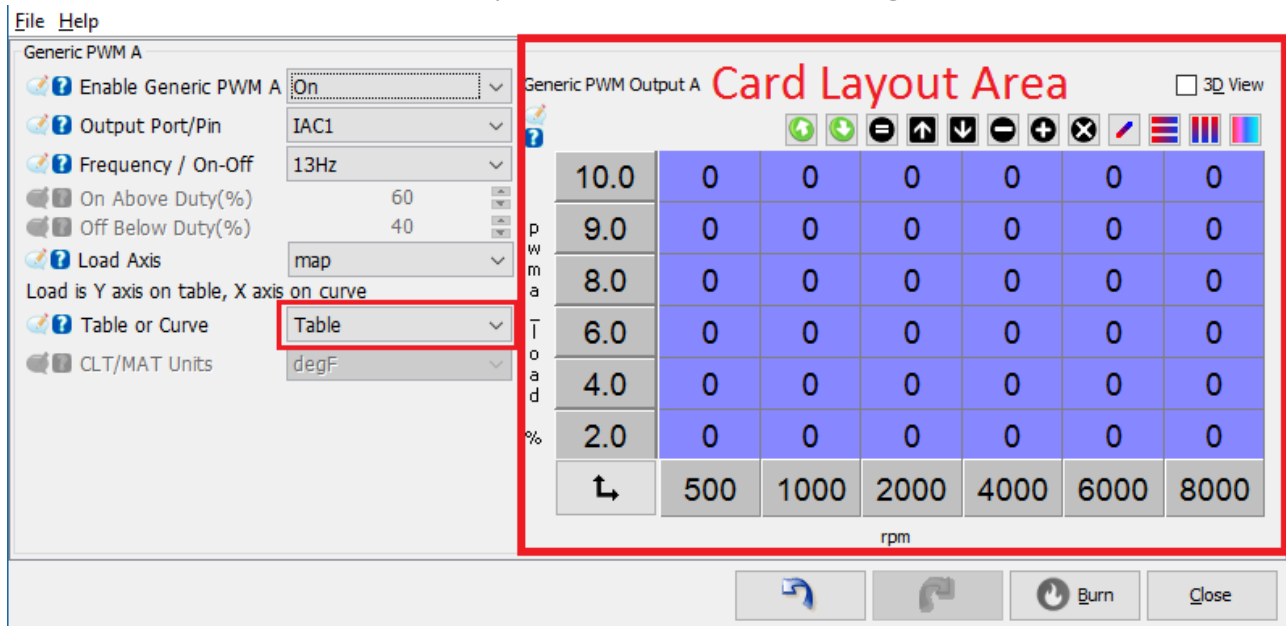 File Help
Generic PWM A
Enable Generic PWM A On
Output Port/Pin IAC1
Frequency / On-Off 13Hz
On Above Duty(%) 60
Off Below Duty(%) 40
Load Axis map
Load is Y axis on table, X axis on curve
Table or Curve Table
CLT/MAT Units degF
Generic PWM Output A Card Layout Area 3D View
pwma_load %
10.0 0 0 0 0 0 0
9.0 0 0 0 0 0 0
8.0 0 0 0 0 0 0
6.0 0 0 0 0 0 0
4.0 0 0 0 0 0 0
2.0 0 0 0 0 0 0
500 1000 2000 4000 6000 8000
rpm
Burn Close